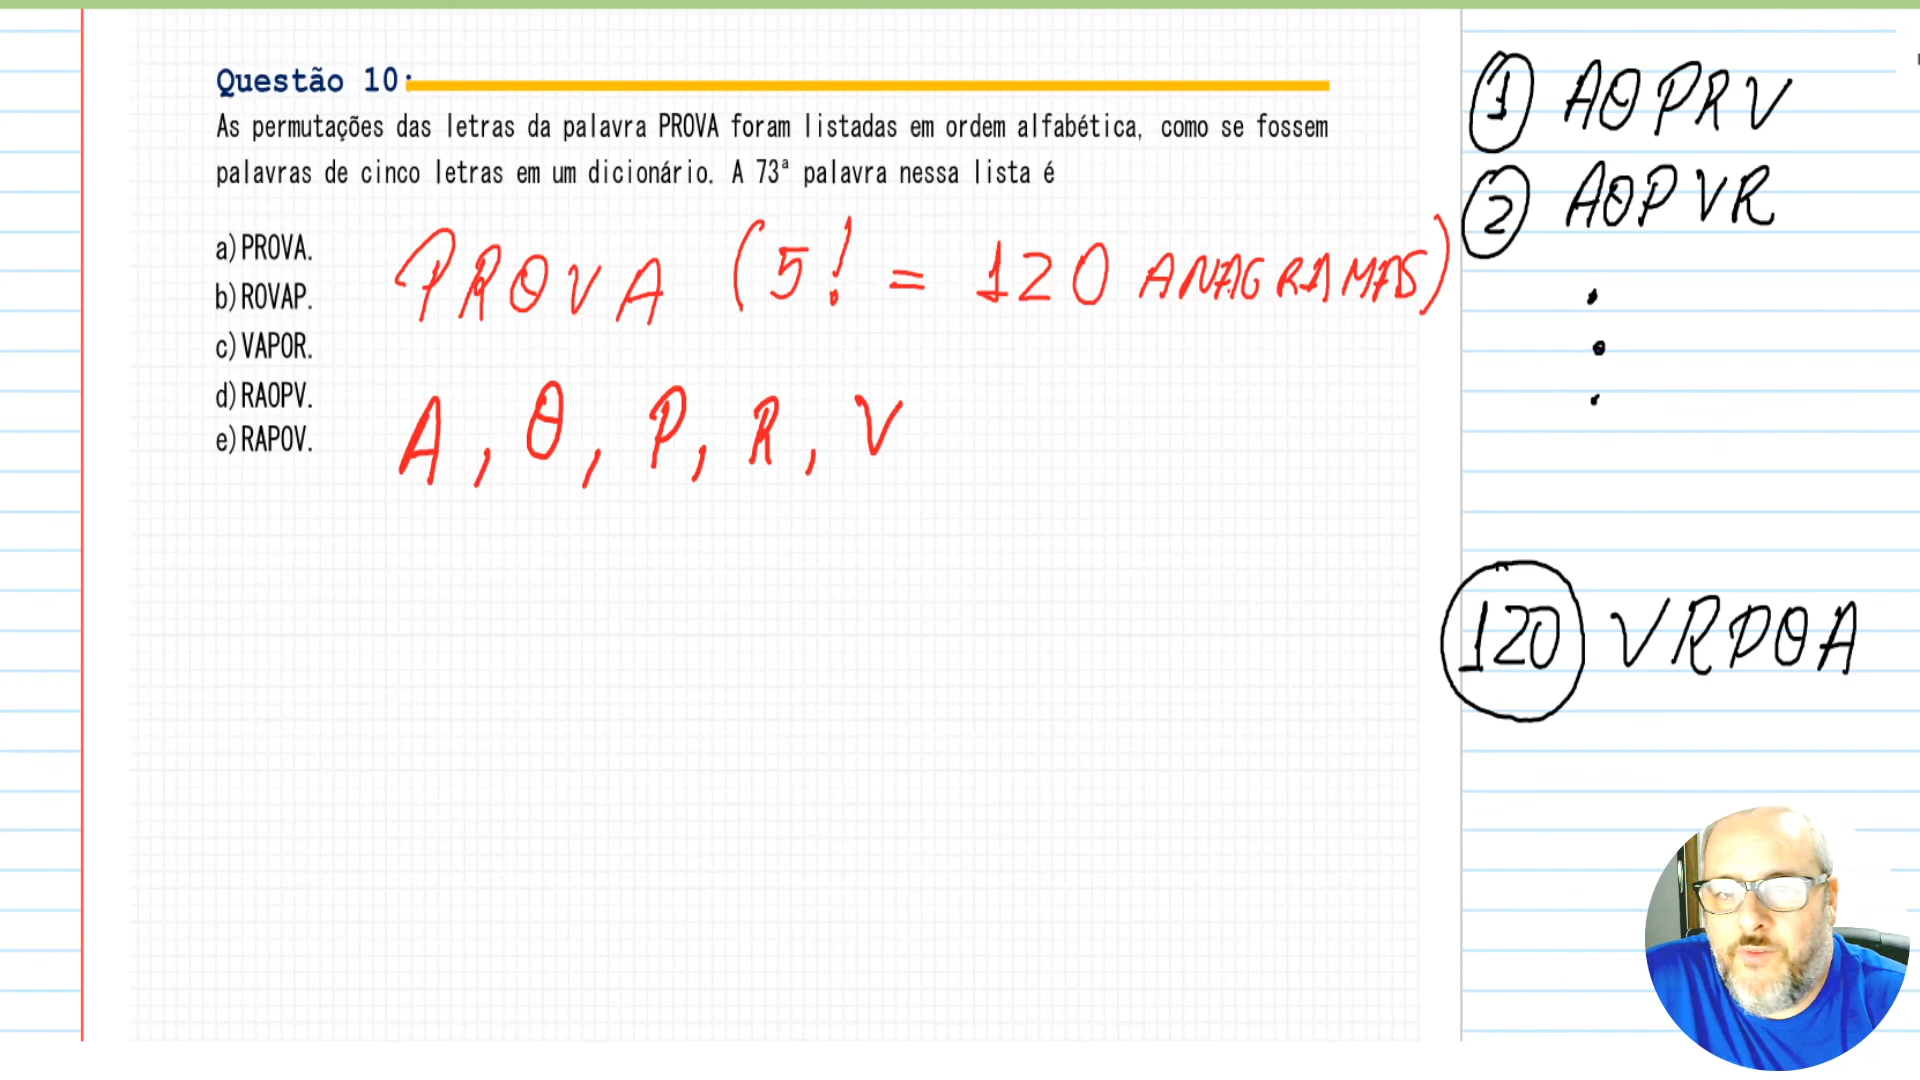 Questão 10:
As permutações das letras da palavra PROVA foram listadas em ordem alfabética, como se fossem
palavras de cinco letras em um dicionário. A 73ª palavra nessa lista é
a) PROVA.
b) ROVAP.
c) VAPOR.
d) RAOPV.
e) RAPOV.
PROVA (5! = 120 ANAGRAMAS)
A, O, P, R, V
1 AOPRV
2 AOPVR
.
.
.
120 VRPOA